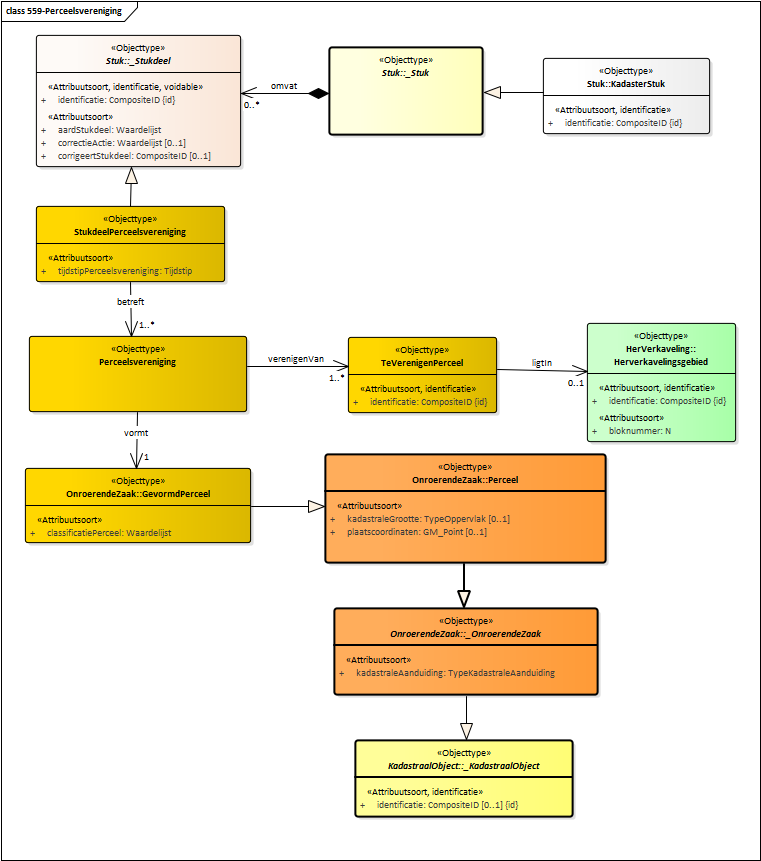 class 559-Perceelsvereniging
«Objecttype»
Stuk::_Stukdeel
«Attribuutsoort, identificatie, voidable»
+ identificatie: CompositeID {id}
«Attribuutsoort»
+ aardStukdeel: Waardelijst
+ correctieActie: Waardelijst [0..1]
+ corrigeertStukdeel: CompositeID [0..1]
omvat
0..*
«Objecttype»
Stuk::_Stuk
«Objecttype»
Stuk::KadasterStuk
«Attribuutsoort, identificatie»
+ identificatie: CompositeID {id}
«Objecttype»
StukdeelPerceelsvereniging
«Attribuutsoort»
+ tijdstipPerceelsvereniging: Tijdstip
betreft
1..*
«Objecttype»
Perceelsvereniging
verenigenVan
1..*
«Objecttype»
TeVerenigenPerceel
«Attribuutsoort, identificatie»
+ identificatie: CompositeID {id}
ligtIn
0..1
«Objecttype»
HerVerkaveling::
Herverkavelingsgebied
«Attribuutsoort, identificatie»
+ identificatie: CompositeID {id}
«Attribuutsoort»
+ bloknummer: N
vormt
1
«Objecttype»
OnroerendeZaak::GevormdPerceel
«Attribuutsoort»
+ classificatiePerceel: Waardelijst
«Objecttype»
OnroerendeZaak::Perceel
«Attribuutsoort»
+ kadastraleGrootte: TypeOppervlak [0..1]
+ plaatscoordinaten: GM_Point [0..1]
«Objecttype»
OnroerendeZaak::_OnroerendeZaak
«Attribuutsoort»
+ kadastraleAanduiding: TypeKadastraleAanduiding
«Objecttype»
KadastraalObject::_KadastraalObject
«Attribuutsoort, identificatie»
+ identificatie: CompositeID [0..1] {id}